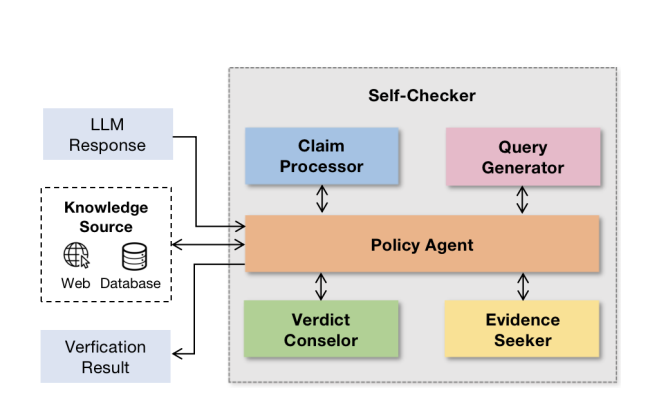 Self-Checker
LLM
Response
Claim
Processor
Query
Generator
Knowledge
Source
Web
Database
Policy Agent
Verdict
Conselor
Evidence
Seeker
Verfication
Result